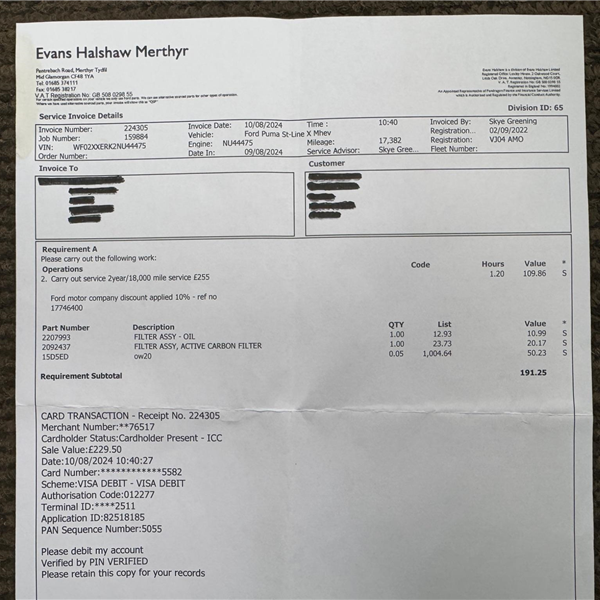 Evans Halshaw Merthyr
Pentrebach Road, Merthyr Tydfil
Mid Glamorgan CF48 1YA
Tel: 01685 374111
Fax: 01685 38217
V.A.T Registration No: GB 508 0298 55
Division ID: 65
Service Invoice Details
Invoice Number: 224305 Invoice Date: 10/08/2024 Time : 10:40 Invoiced By: Skye Greening
Job Number: 159884 Vehicle: Ford Puma St-Line X Mhev Registration... 02/09/2022
VIN: WF02XXERK2NU44475 Engine: NU44475 Mileage: 17,382 Registration: VJ04 AMO
Order Number: Date In: 09/08/2024 Service Advisor: Skye Gree... Fleet Number:
Invoice To Customer
Requirement A
Please carry out the following work: Code Hours Value *
Operations 1.20 109.86 S
2. Carry out service 2year/18,000 mile service £255
Ford motor company discount applied 10% - ref no
17746400
Part Number Description QTY List Value *
2207993 FILTER ASSY - OIL 1.00 12.93 10.99 S
2092437 FILTER ASSY, ACTIVE CARBON FILTER 1.00 23.73 20.17 S
15D5ED ow20 0.05 1,004.64 50.23 S
Requirement Subtotal 191.25
CARD TRANSACTION - Receipt No. 224305
Merchant Number:**76517
Cardholder Status:Cardholder Present - ICC
Sale Value:£229.50
Date:10/08/2024 10:40:27
Card Number:************5582
Scheme:VISA DEBIT - VISA DEBIT
Authorisation Code:012277
Terminal ID:****2511
Application ID:82518185
PAN Sequence Number:5055
Please debit my account
Verified by PIN VERIFIED
Please retain this copy for your records